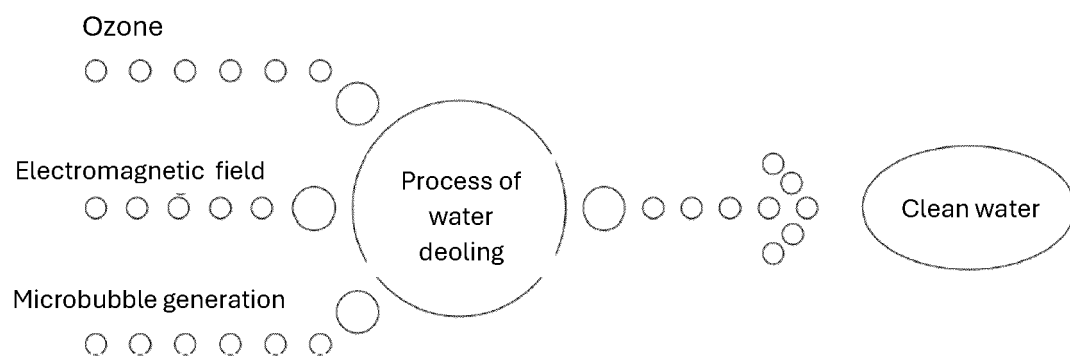 Ozone
Electromagnetic field
Process of
water
deoling
Clean water
Microbubble generation